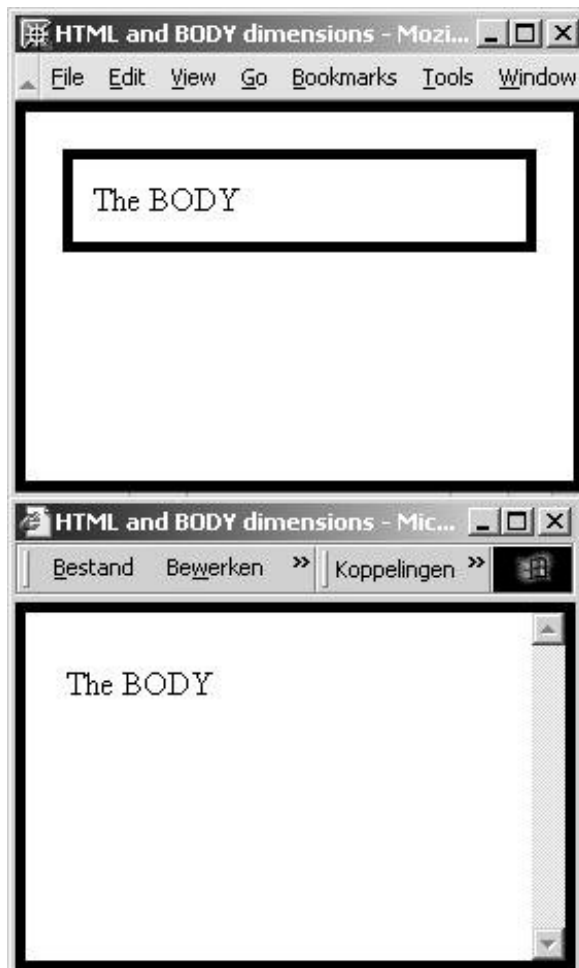 HTML and BODY dimensions - Mozi...
File Edit View Go Bookmarks Tools Window
The BODY
HTML and BODY dimensions - Mic...
Bestand Bewerken » Koppelingen »
The BODY